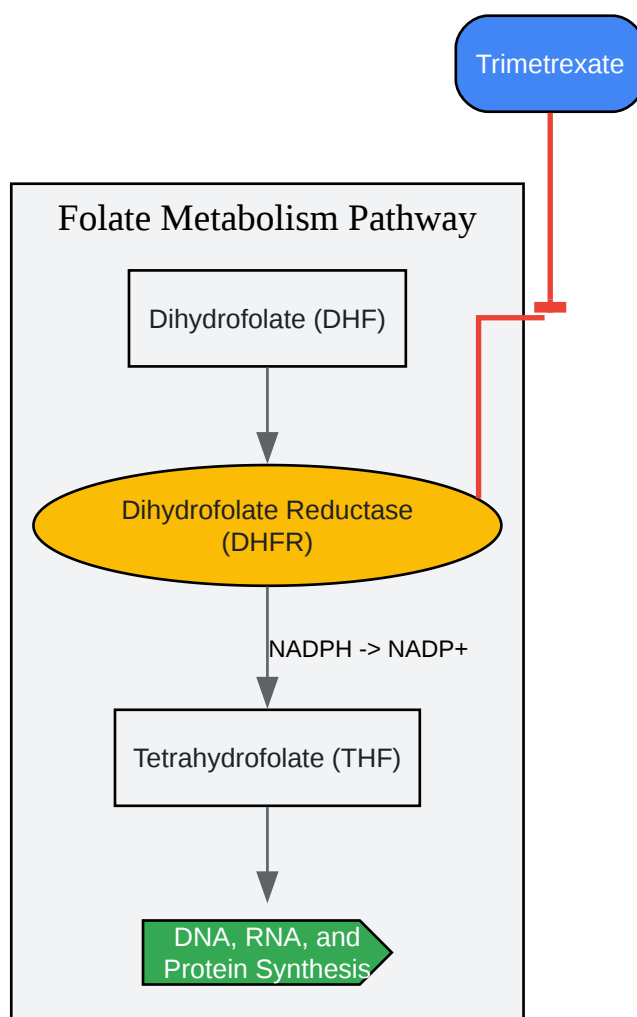 Trimetrexate
Folate Metabolism Pathway
Dihydrofolate (DHF)
Dihydrofolate Reductase
(DHFR)
NADPH -> NADP+
Tetrahydrofolate (THF)
DNA, RNA, and
Protein Synthesis